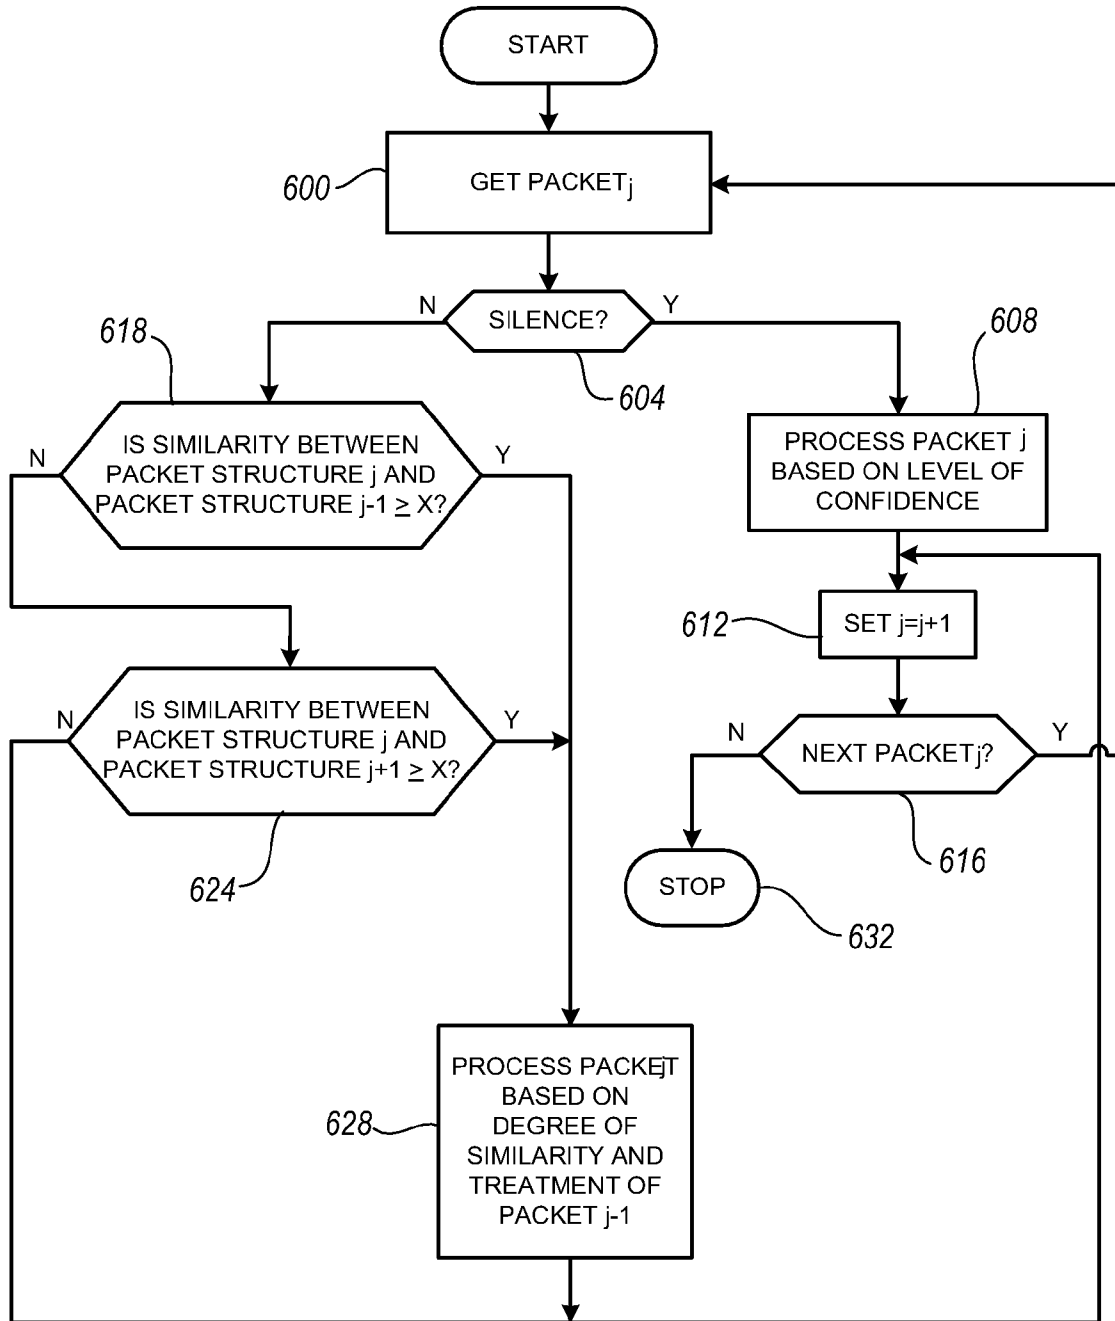 START
600
GET PACKETj
N
SILENCE?
Y
604
618
608
N
IS SIMILARITY BETWEEN
PACKET STRUCTURE j AND
PACKET STRUCTURE j-1 ≥ X?
Y
PROCESS PACKET j
BASED ON LEVEL OF
CONFIDENCE
612
SET j=j+1
N
IS SIMILARITY BETWEEN
PACKET STRUCTURE j AND
PACKET STRUCTURE j+1 ≥ X?
Y
624
N
NEXT PACKETj?
Y
616
STOP
632
628
PROCESS PACKETj
BASED ON
DEGREE OF
SIMILARITY AND
TREATMENT OF
PACKET j-1